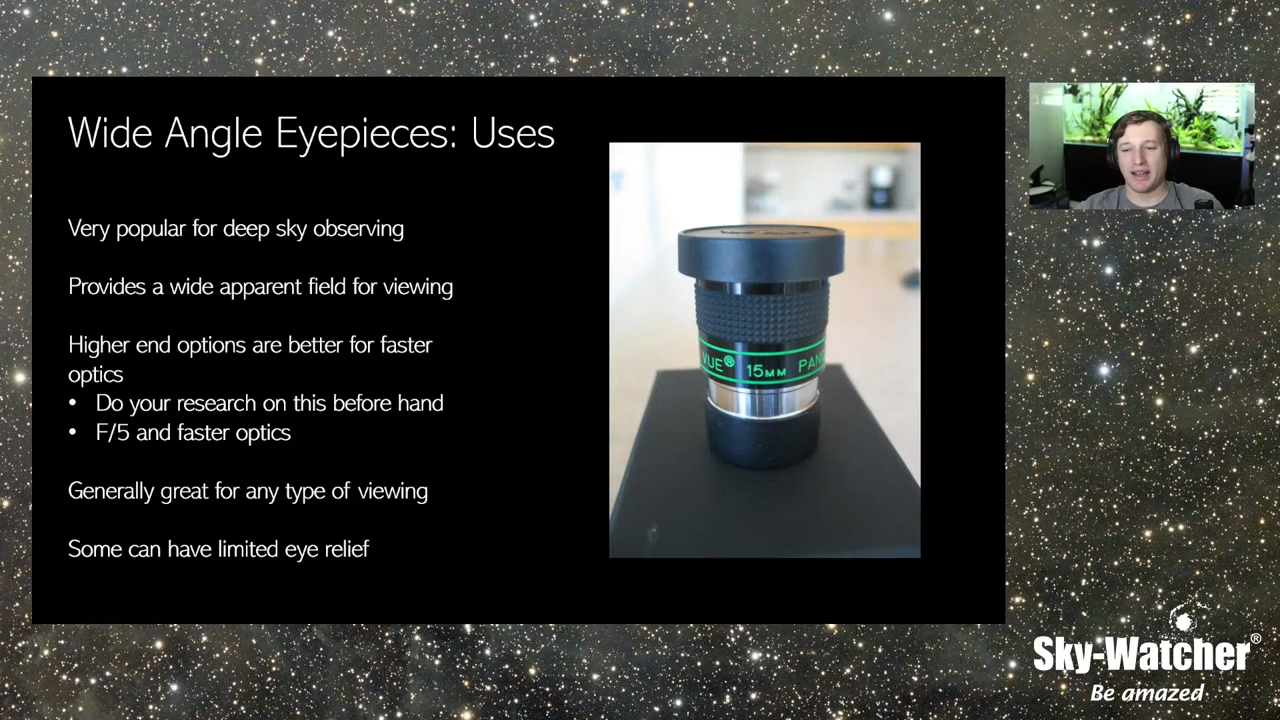 Wide Angle Eyepieces: Uses
Very popular for deep sky observing
Provides a wide apparent field for viewing
Higher end options are better for faster
optics
• Do your research on this before hand
• F/5 and faster optics
Generally great for any type of viewing
Some can have limited eye relief
VUE® 15MM PANO
Sky-Watcher®
Be amazed